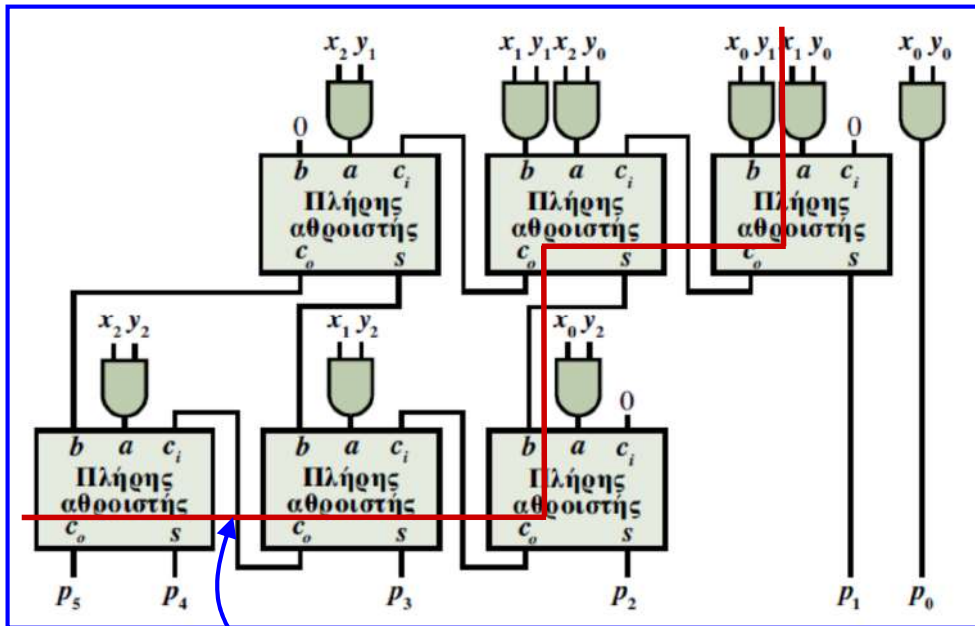 x₂ y₁ x₁ y₁ x₂ y₀ x₀ y₁ x₁ y₀ x₀ y₀
0 0
b a cᵢ b a cᵢ b a cᵢ
Πλήρης Πλήρης Πλήρης
αθροιστής αθροιστής αθροιστής
cₒ s cₒ s cₒ s
x₂ y₂ x₁ y₂ x₀ y₂
0
b a cᵢ b a cᵢ b a cᵢ
Πλήρης Πλήρης Πλήρης
αθροιστής αθροιστής αθροιστής
cₒ s cₒ s cₒ s
p₅ p₄ p₃ p₂ p₁ p₀